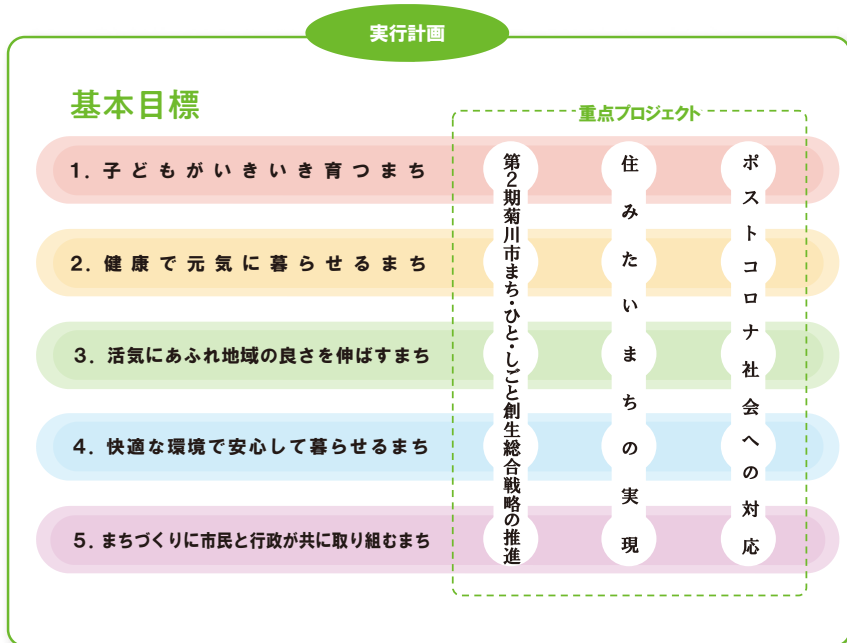 実行計画
基本目標
重点プロジェクト
1. 子どもがいきいき育つまち
2. 健康で元気に暮らせるまち
3. 活気にあふれ地域の良さを伸ばすまち
4. 快適な環境で安心して暮らせるまち
5. まちづくりに市民と行政が共に取り組むまち
第2期菊川市まち・ひと・しごと創生総合戦略の推進
住みたいまちの実現
ポストコロナ社会への対応